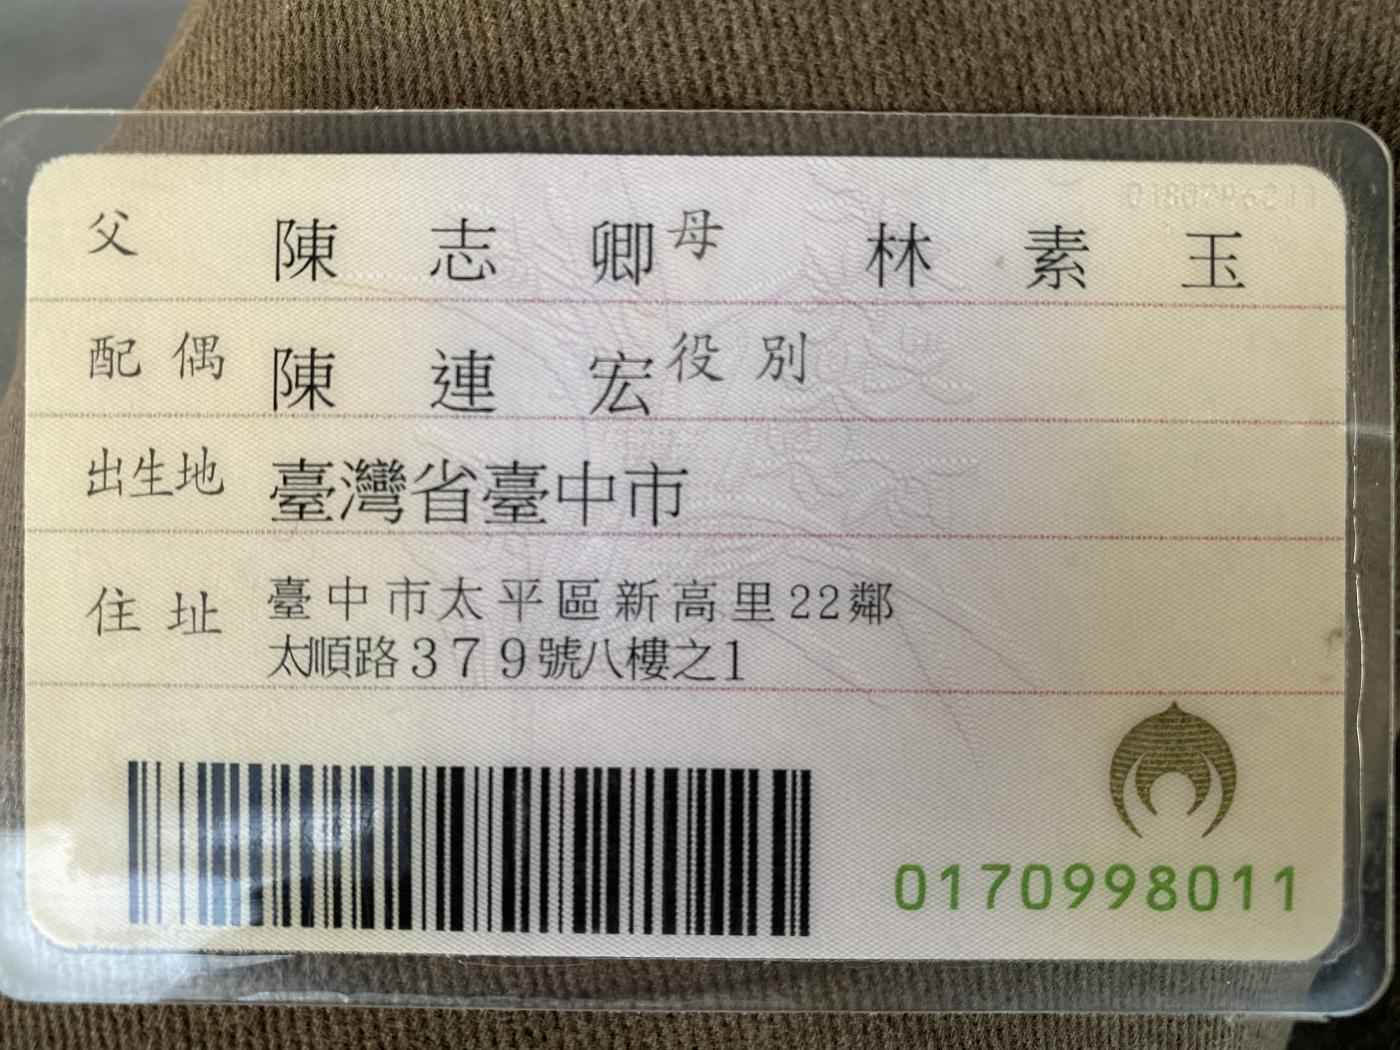 父 陳志卿 母 林素玉
配偶 陳連宏 役別
出生地 臺灣省臺中市
住址 臺中市太平區新高里22鄰
太順路379號八樓之1
0170998011